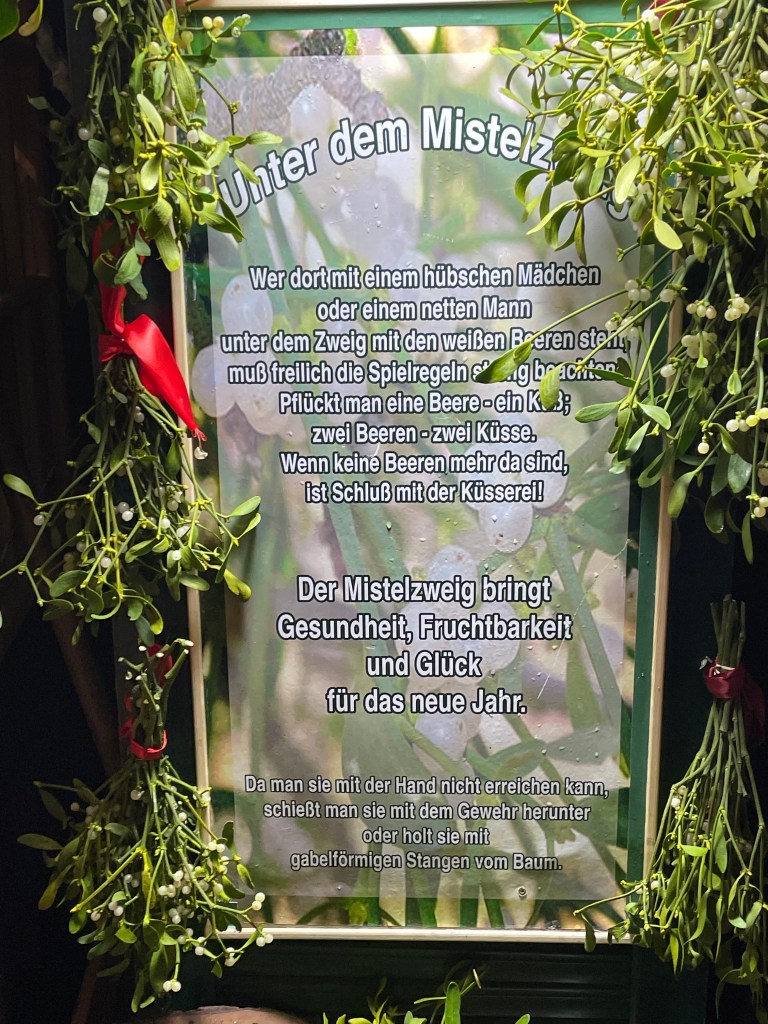 Unter dem Mistelzweig
Wer dort mit einem hübschen Mädchen
oder einem netten Mann
unter dem Zweig mit den weißen Beeren steht,
muß freilich die Spielregeln streng beachten:
Pflückt man eine Beere - ein Kuß;
zwei Beeren - zwei Küsse.
Wenn keine Beeren mehr da sind,
ist Schluß mit der Küsserei!
Der Mistelzweig bringt
Gesundheit, Fruchtbarkeit
und Glück
für das neue Jahr.
Da man sie mit der Hand nicht erreichen kann,
schießt man sie mit dem Gewehr herunter
oder holt sie mit
gabelförmigen Stangen vom Baum.